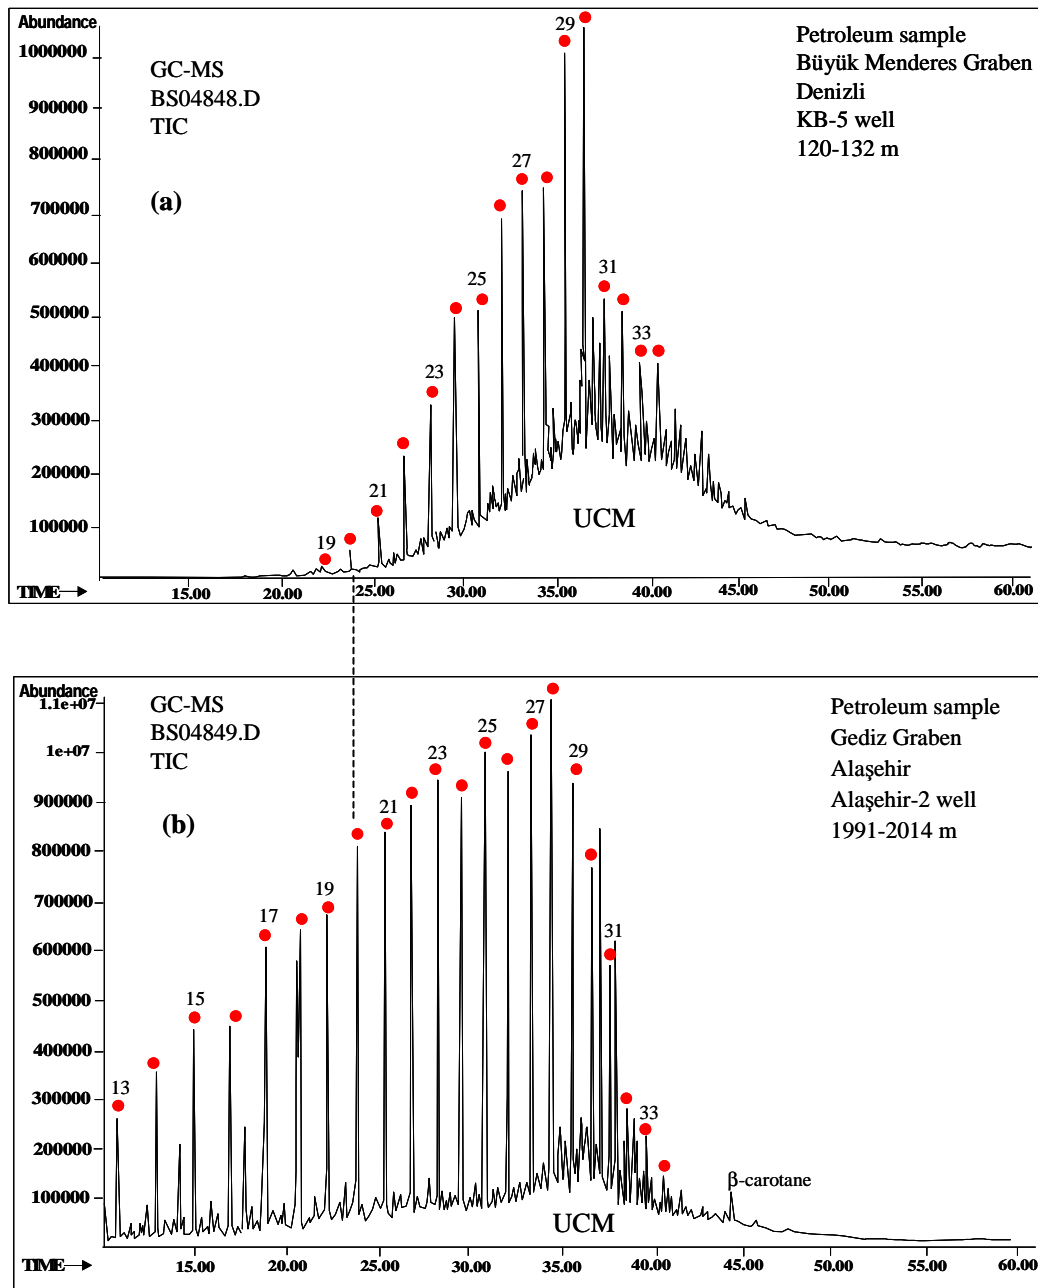 Abundance
1000000
900000
800000
700000
600000
500000
400000
300000
200000
100000
GC-MS
BS04848.D
TIC
(a)
Petroleum sample
Büyük Menderes Graben
Denizli
KB-5 well
120-132 m
19
21
23
25
27
29
31
33
UCM
TIME
15.00 20.00 25.00 30.00 35.00 40.00 45.00 50.00 55.00 60.00
Abundance
1.1e+07
1e+07
900000
800000
700000
600000
500000
400000
300000
200000
100000
GC-MS
BS04849.D
TIC
(b)
Petroleum sample
Gediz Graben
Alaşehir
Alaşehir-2 well
1991-2014 m
13
15
17
19
21
23
25
27
29
31
33
β-carotane
UCM
TIME
15.00 20.00 25.00 30.00 35.00 40.00 45.00 50.00 55.00 60.00